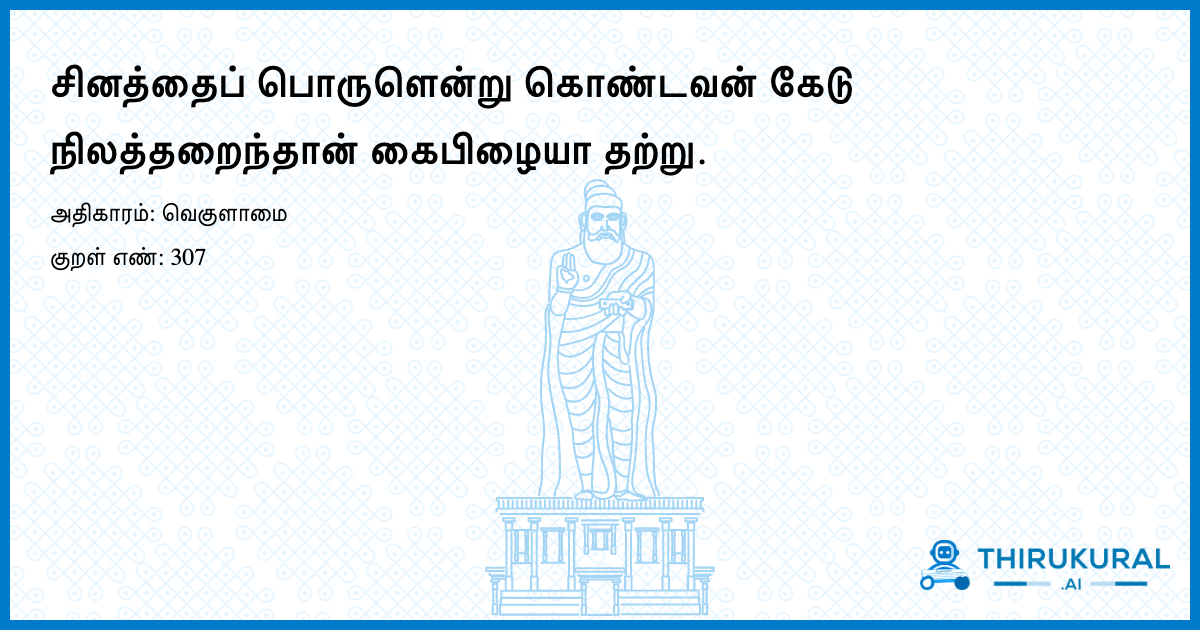 சினத்தைப் பொருளென்று கொண்டவன் கேடு
நிலத்தறைந்தான் கைபிழையா தற்று.
அதிகாரம்: வெகுளாமை
குறள் எண்: 307
THIRUKURAL
.AI